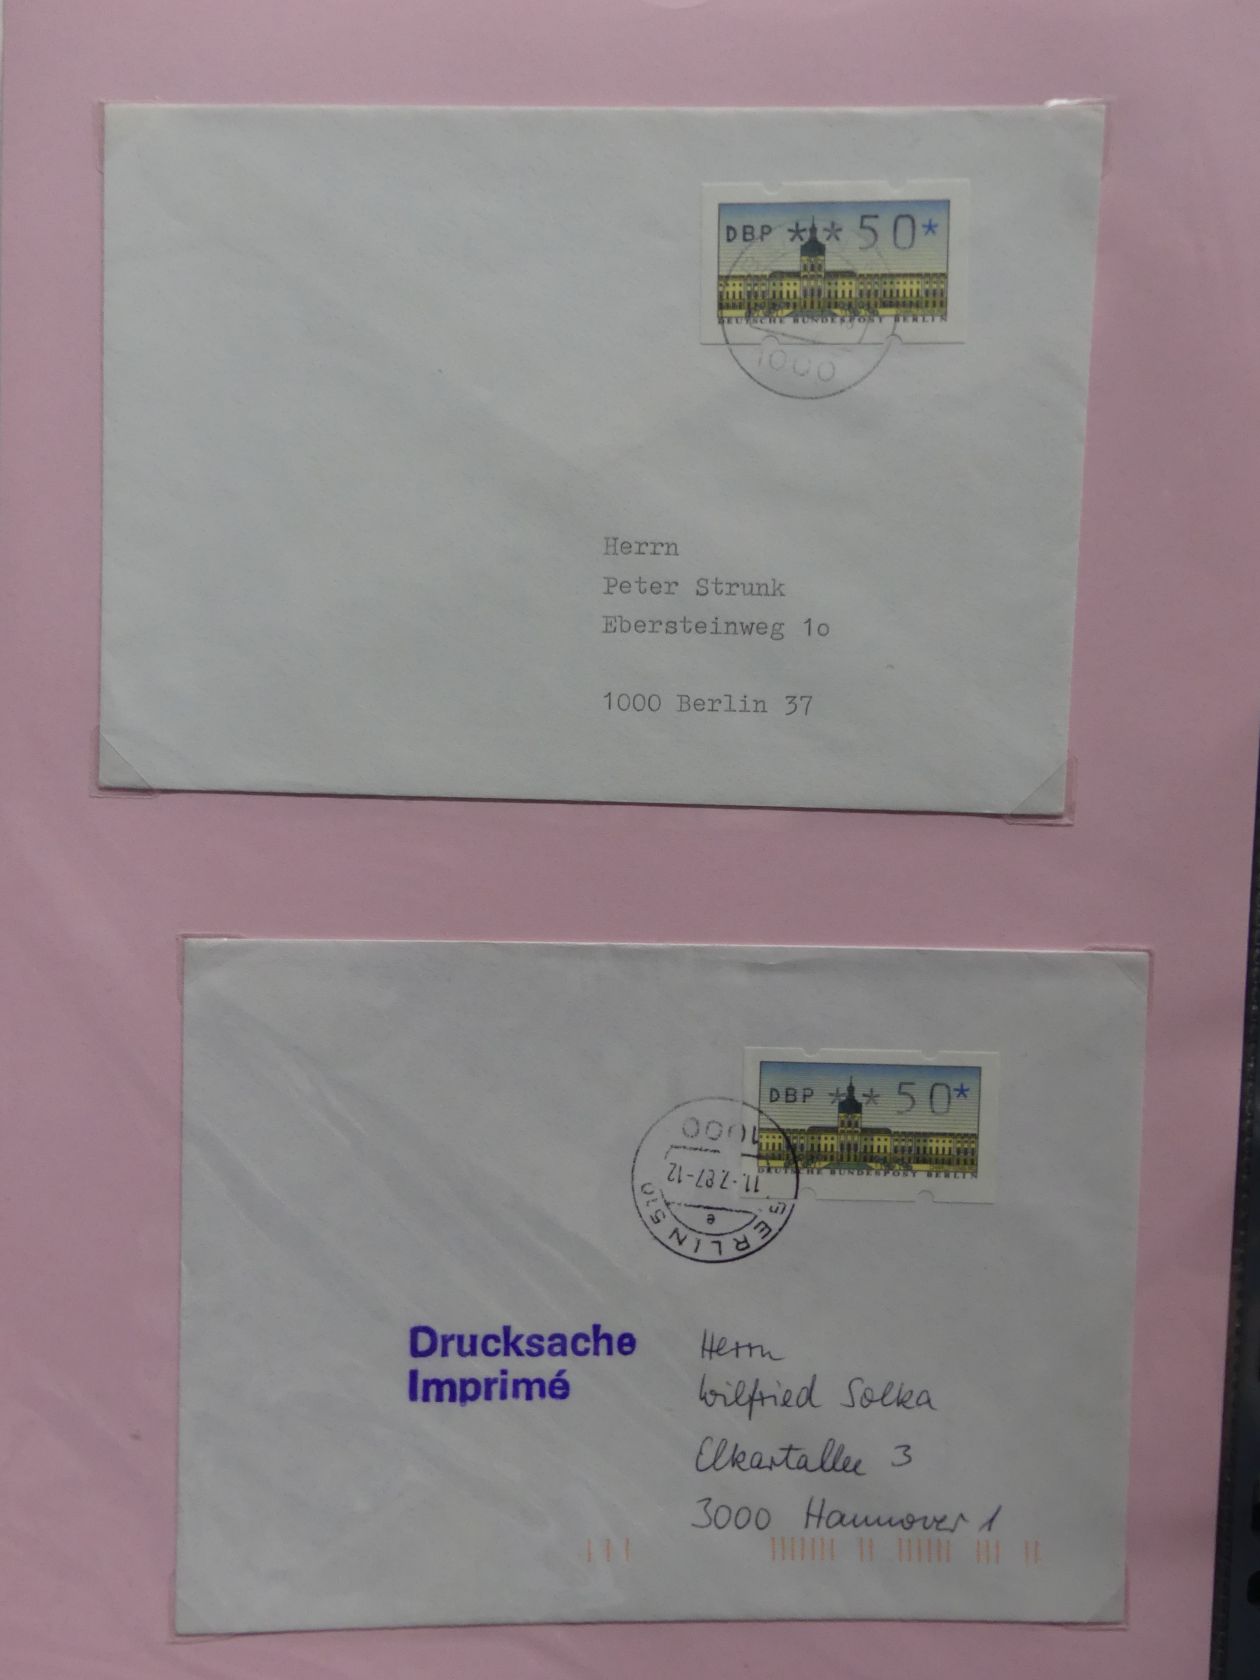 DBP ** 50*
DEUTSCHE BUNDESPOST BERLIN
1000
Herrn
Peter Strunk
Ebersteinweg 1o
1000 Berlin 37
DBP ** 50*
DEUTSCHE BUNDESPOST BERLIN
1000
11.-7.87-12
e
BERLIN 510
Drucksache
Imprimé
Herrn
Wilfried Solka
Elkartallee 3
3000 Hannover 1